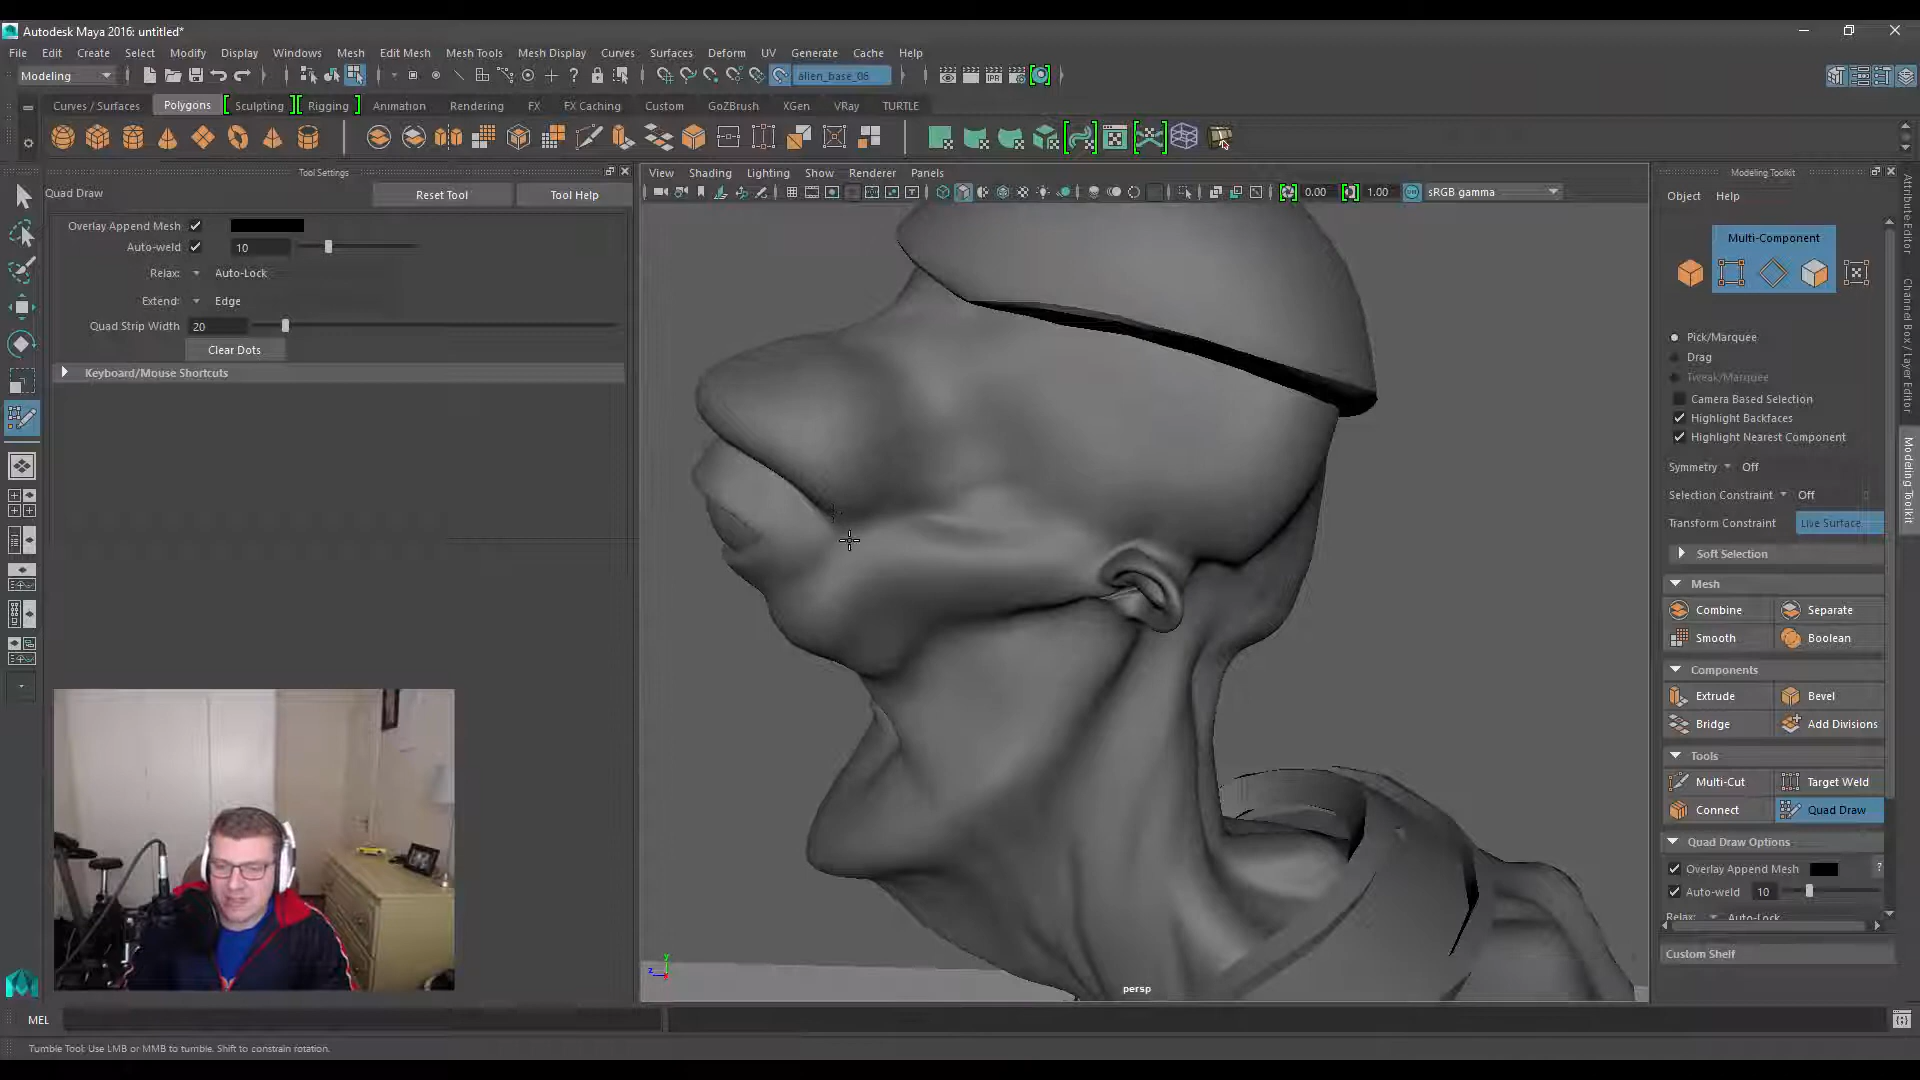 Autodesk Maya 2016: untitled*
File Edit Create Select Modify Display Windows Mesh Edit Mesh Mesh Tools Mesh Display Curves Surfaces Deform UV Generate Cache Help
Modeling alien_base_06
Curves / Surfaces Polygons Sculpting Rigging Animation Rendering FX FX Caching Custom GoZBrush XGen VRay TURTLE
Tool Settings
Quad Draw Reset Tool Tool Help
Overlay Append Mesh
Auto-weld 10
Relax: Auto-Lock
Extend: Edge
Quad Strip Width 20
Clear Dots
Keyboard/Mouse Shortcuts
View Shading Lighting Show Renderer Panels
0.00 1.00 sRGB gamma
persp
y
z
Modeling Toolkit
Object Help
Multi-Component
Pick/Marquee
Drag
Tweak/Marquee
Camera Based Selection
Highlight Backfaces
Highlight Nearest Component
Symmetry Off
Selection Constraint Off
Transform Constraint Live Surface
Soft Selection
Mesh
Combine Separate
Smooth Boolean
Components
Extrude Bevel
Bridge Add Divisions
Tools
Multi-Cut Target Weld
Connect Quad Draw
Quad Draw Options
Overlay Append Mesh ?
Auto-weld 10
Relax: Auto-Lock
Custom Shelf
Attribute Editor
Channel Box / Layer Editor
Modeling Toolkit
MEL
Tumble Tool: Use LMB or MMB to tumble. Shift to constrain rotation.